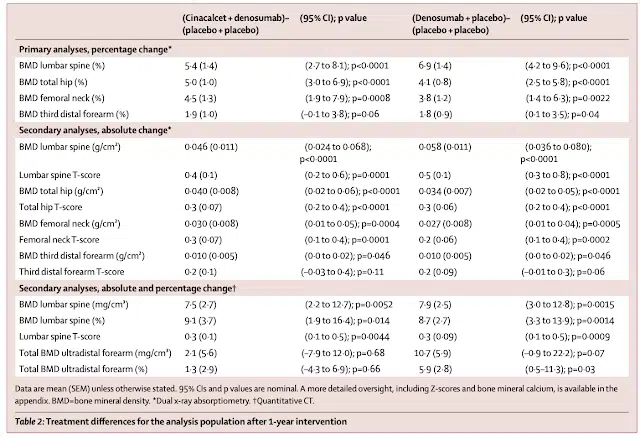 (Cinacalcet + denosumab)– (95% CI); p value (Denosumab + placebo)– (95% CI); p value
(placebo + placebo) (placebo + placebo)
Primary analyses, percentage change*
BMD lumbar spine (%) 5·4 (1·4) (2·7 to 8·1); p<0·0001 6·9 (1·4) (4·2 to 9·6); p<0·0001
BMD total hip (%) 5·0 (1·0) (3·0 to 6·9); p<0·0001 4·1 (0·8) (2·5 to 5·8); p<0·0001
BMD femoral neck (%) 4·5 (1·3) (1·9 to 7·9); p=0·0008 3·8 (1·2) (1·4 to 6·3); p=0·0022
BMD third distal forearm (%) 1·9 (1·0) (–0·1 to 3·8); p=0·06 1·8 (0·9) (0·1 to 3·5); p=0·04
Secondary analyses, absolute change*
BMD lumbar spine (g/cm²) 0·046 (0·011) (0·024 to 0·068); 0·058 (0·011) (0·036 to 0·080);
p<0·0001 p<0·0001
Lumbar spine T-score 0·4 (0·1) (0·2 to 0·6); p=0·0001 0·5 (0·1) (0·3 to 0·8); p<0·0001
BMD total hip (g/cm²) 0·040 (0·008) (0·02 to 0·06); p<0·0001 0·034 (0·007) (0·02 to 0·05); p<0·0001
Total hip T-score 0·3 (0·07) (0·2 to 0·4); p<0·0001 0·3 (0·06) (0·2 to 0·4); p<0·0001
BMD femoral neck (g/cm²) 0·030 (0·008) (0·01 to 0·05); p=0·0004 0·027 (0·008) (0·01 to 0·04); p=0·0005
Femoral neck T-score 0·3 (0·07) (0·1 to 0·4); p=0·0001 0·2 (0·06) (0·1 to 0·4); p=0·0002
BMD third distal forearm (g/cm²) 0·010 (0·005) (0·0 to 0·02); p=0·046 0·010 (0·005) (0·0 to 0·02); p=0·046
Third distal forearm T-score 0·2 (0·1) (–0·03 to 0·4); p=0·11 0·2 (0·09) (–0·01 to 0·3); p=0·06
Secondary analyses, absolute and percentage change†
BMD lumbar spine (mg/cm³) 7·5 (2·7) (2·2 to 12·7); p=0·0052 7·9 (2·5) (3·0 to 12·8); p=0·0015
BMD lumbar spine (%) 9·1 (3·7) (1·9 to 16·4); p=0·014 8·7 (2·7) (3·3 to 13·9); p=0·0014
Lumbar spine T-score 0·3 (0·1) (0·1 to 0·5); p=0·0044 0·3 (0·09) (0·1 to 0·5); p=0·0009
Total BMD ultradistal forearm (mg/cm³) 2·1 (5·6) (–7·9 to 12·0); p=0·68 10·7 (5·9) (–0·9 to 22·2); p=0·07
Total BMD ultradistal forearm (%) 1·3 (2·9) (–4·3 to 6·9); p=0·66 5·9 (2·8) (0·5–11·3); p=0·03
Data are mean (SEM) unless otherwise stated. 95% CIs and p values are nominal. A more detailed oversight, including Z-scores and bone mineral calcium, is available in the
appendix. BMD=bone mineral density. *Dual x-ray absorptiometry. †Quantitative CT.
Table 2: Treatment differences for the analysis population after 1-year intervention